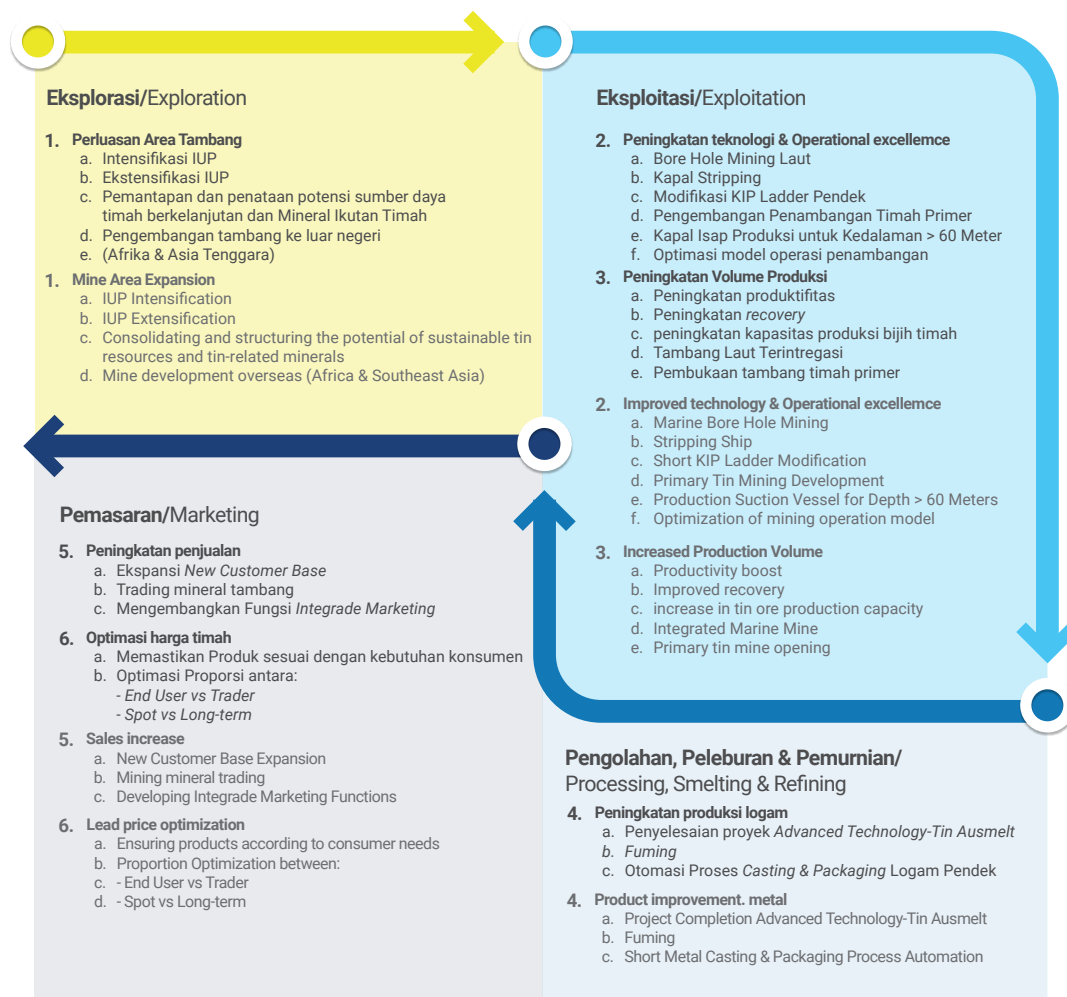 Eksplorasi/Exploration
1. Perluasan Area Tambang
a. Intensifikasi IUP
b. Ekstensifikasi IUP
c. Pemantapan dan penataan potensi sumber daya
timah berkelanjutan dan Mineral Ikutan Timah
d. Pengembangan tambang ke luar negeri
e. (Afrika & Asia Tenggara)
1. Mine Area Expansion
a. IUP Intensification
b. IUP Extensification
c. Consolidating and structuring the potential of sustainable tin
resources and tin-related minerals
d. Mine development overseas (Africa & Southeast Asia)
Eksploitasi/Exploitation
2. Peningkatan teknologi & Operational excellemce
a. Bore Hole Mining Laut
b. Kapal Stripping
c. Modifikasi KIP Ladder Pendek
d. Pengembangan Penambangan Timah Primer
e. Kapal Isap Produksi untuk Kedalaman > 60 Meter
f. Optimasi model operasi penambangan
3. Peningkatan Volume Produksi
a. Peningkatan produktifitas
b. Peningkatan recovery
c. peningkatan kapasitas produksi bijih timah
d. Tambang Laut Terintregasi
e. Pembukaan tambang timah primer
2. Improved technology & Operational excellemce
a. Marine Bore Hole Mining
b. Stripping Ship
c. Short KIP Ladder Modification
d. Primary Tin Mining Development
e. Production Suction Vessel for Depth > 60 Meters
f. Optimization of mining operation model
3. Increased Production Volume
a. Productivity boost
b. Improved recovery
c. increase in tin ore production capacity
d. Integrated Marine Mine
e. Primary tin mine opening
Pengolahan, Peleburan & Pemurnian/
Processing, Smelting & Refining
4. Peningkatan produksi logam
a. Penyelesaian proyek Advanced Technology-Tin Ausmelt
b. Fuming
c. Otomasi Proses Casting & Packaging Logam Pendek
4. Product improvement. metal
a. Project Completion Advanced Technology-Tin Ausmelt
b. Fuming
c. Short Metal Casting & Packaging Process Automation
Pemasaran/Marketing
5. Peningkatan penjualan
a. Ekspansi New Customer Base
b. Trading mineral tambang
c. Mengembangkan Fungsi Integrade Marketing
6. Optimasi harga timah
a. Memastikan Produk sesuai dengan kebutuhan konsumen
b. Optimasi Proporsi antara:
- End User vs Trader
- Spot vs Long-term
5. Sales increase
a. New Customer Base Expansion
b. Mining mineral trading
c. Developing Integrade Marketing Functions
6. Lead price optimization
a. Ensuring products according to consumer needs
b. Proportion Optimization between:
c. - End User vs Trader
d. - Spot vs Long-term